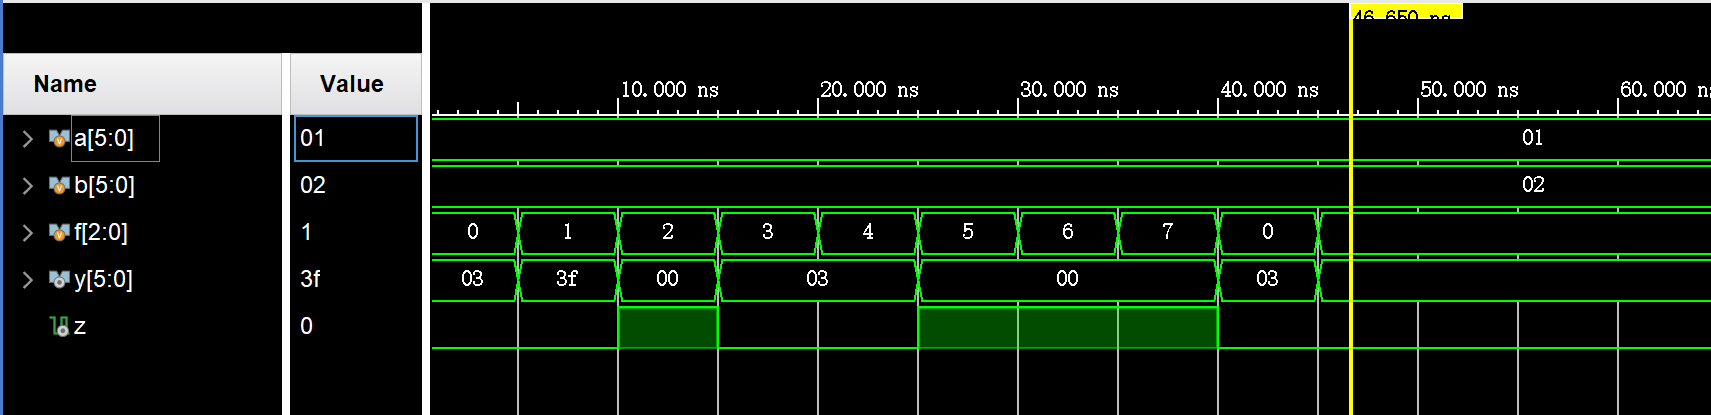 46.650 ns
Name Value
10.000 ns 20.000 ns 30.000 ns 40.000 ns 50.000 ns 60.000 ns
a[5:0] 01 01
b[5:0] 02 02
f[2:0] 1 0 1 2 3 4 5 6 7 0
y[5:0] 3f 03 3f 00 03 00 03
z 0